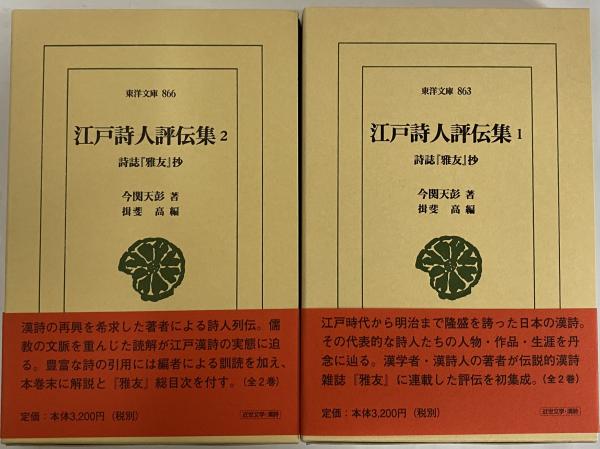 東洋文庫 866
江戸詩人評伝集 2
詩誌『雅友』抄
今関天彭 著
揖斐 高 編
漢詩の再興を希求した著者による詩人列伝。儒
教の文脈を重んじた読解が江戸漢詩の実態に迫
る。豊富な詩の引用には編者による訓読を加え、
本巻末に解説と『雅友』総目次を付す。(全2巻)
定価：本体3,200円（税別）
近世文学・漢詩
東洋文庫 863
江戸詩人評伝集 1
詩誌『雅友』抄
今関天彭 著
揖斐 高 編
江戸時代から明治まで隆盛を誇った日本の漢詩。
その代表的な詩人たちの人物・作品・生涯を丹
念に辿る。漢学者・漢詩人の著者が伝説的漢詩
雑誌『雅友』に連載した評伝を初集成。(全2巻)
定価：本体3,200円（税別）
近世文学・漢詩